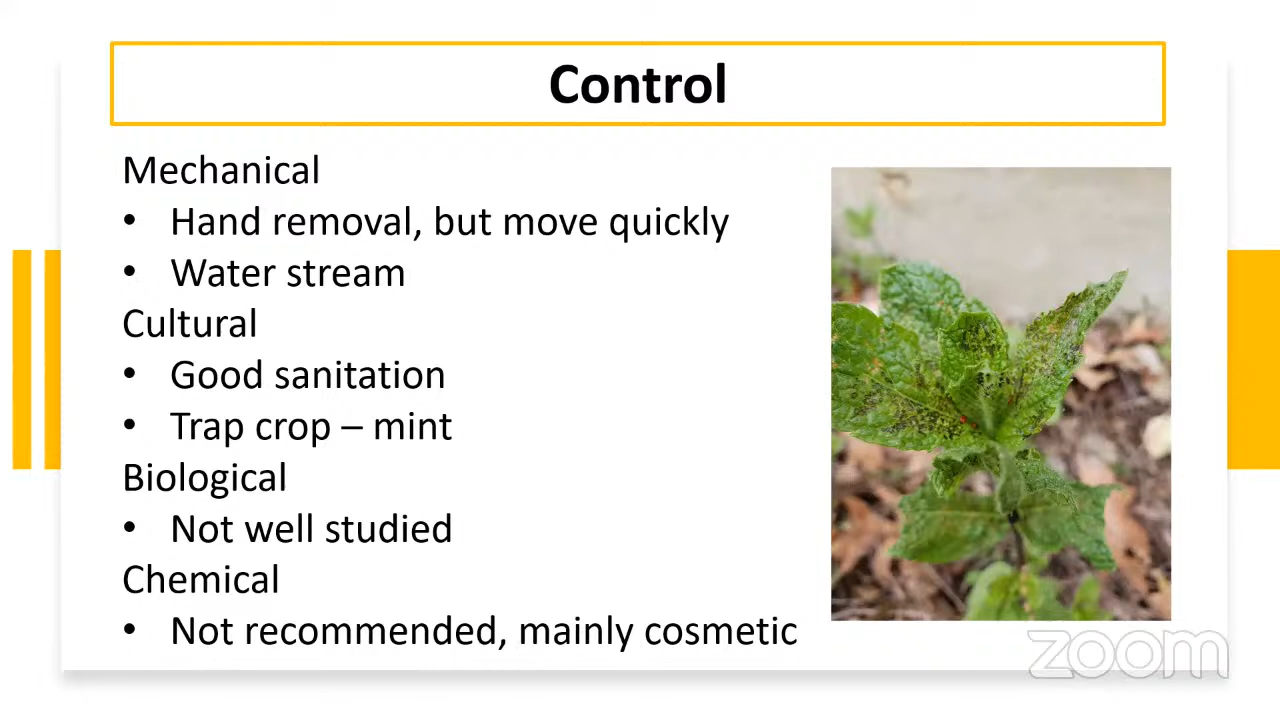 Control
Mechanical
• Hand removal, but move quickly
• Water stream
Cultural
• Good sanitation
• Trap crop – mint
Biological
• Not well studied
Chemical
• Not recommended, mainly cosmetic
zoom